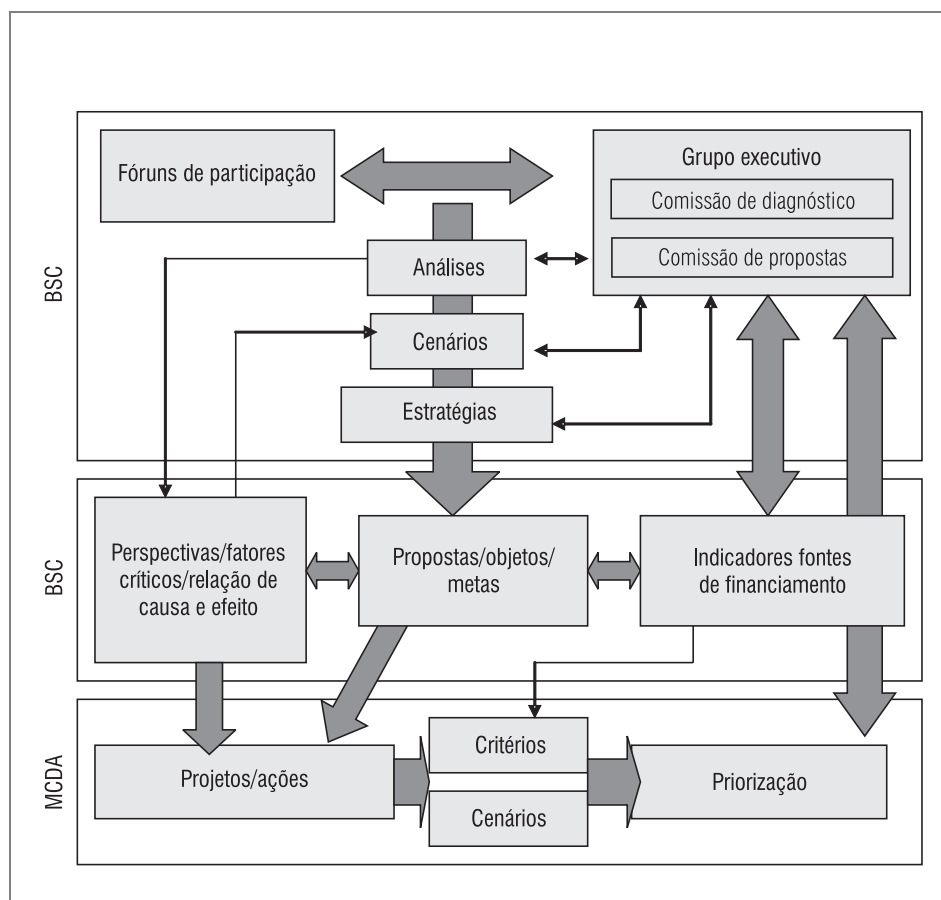 BSC
Fóruns de participação
Grupo executivo
Comissão de diagnóstico
Comissão de propostas
Análises
Cenários
Estratégias
BSC
Perspectivas/fatores
críticos/relação de
causa e efeito
Propostas/objetos/
metas
Indicadores fontes
de financiamento
MCDA
Projetos/ações
Critérios
Cenários
Priorização